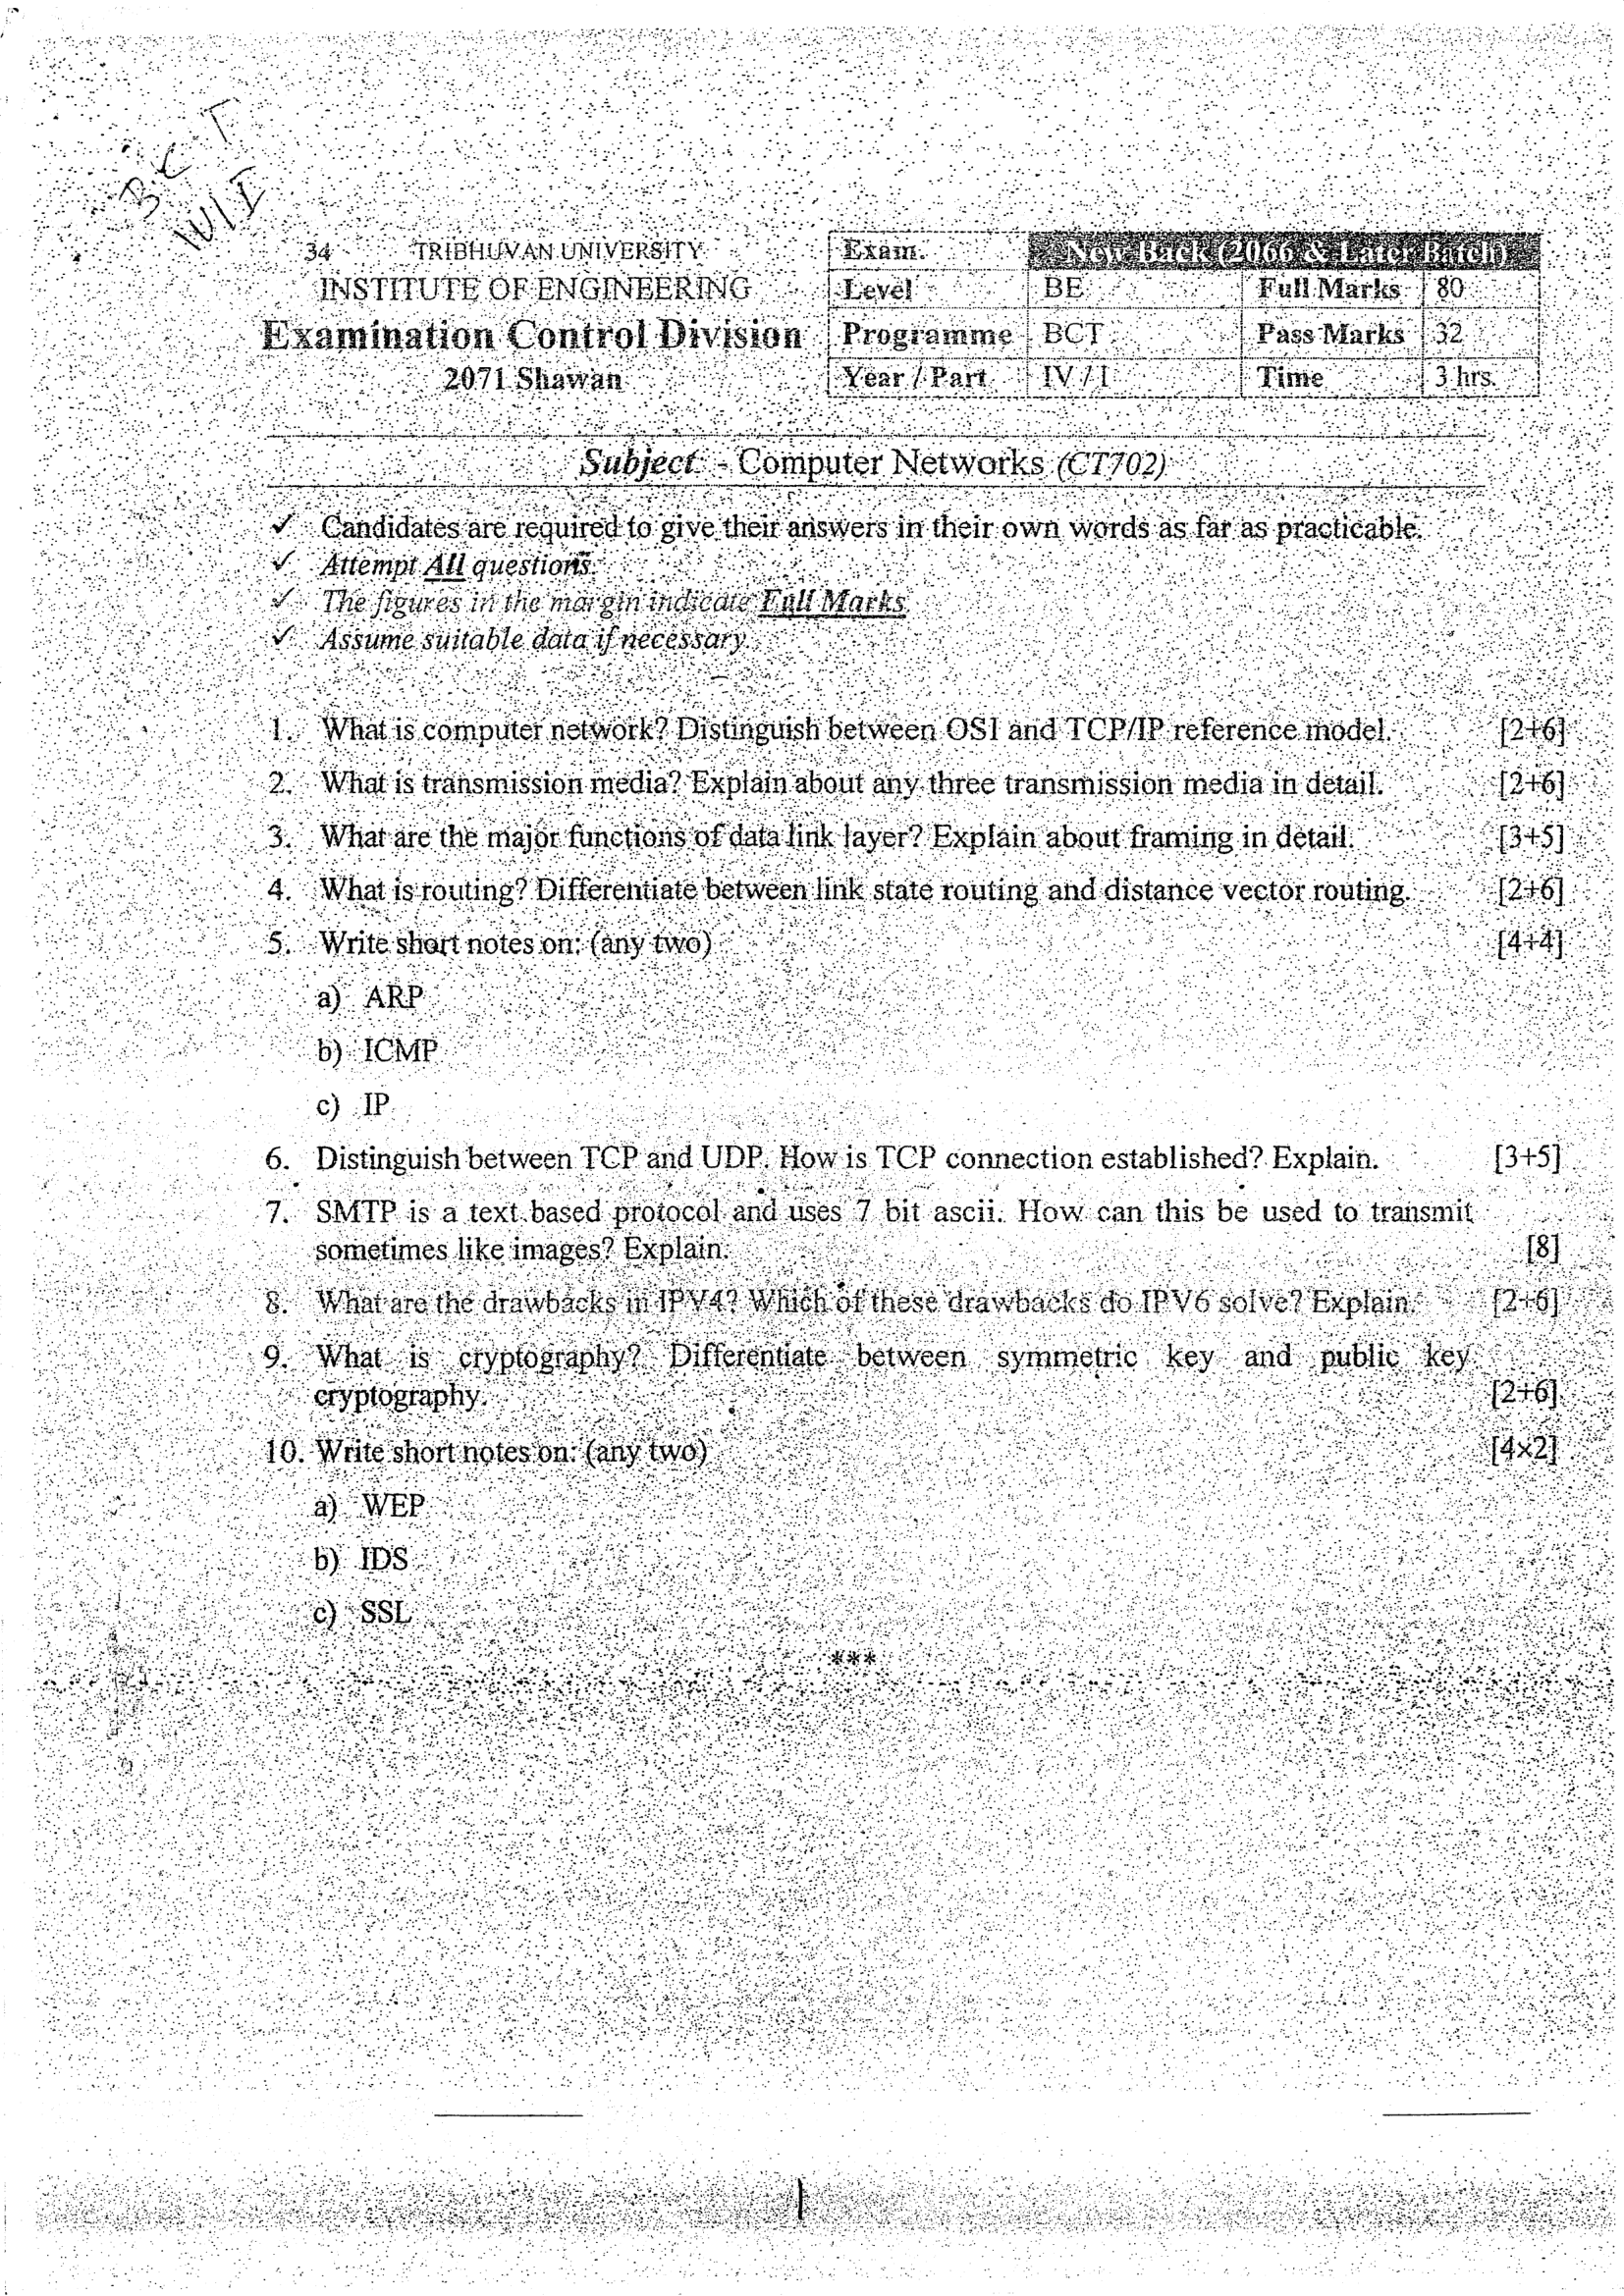 B.C.T
IV/I
34 TRIBHUVAN UNIVERSITY
INSTITUTE OF ENGINEERING
Examination Control Division
2071 Shawan
Exam. New Back (2066 & Later Batch)
Level BE Full Marks 80
Programme BCT Pass Marks 32
Year / Part IV / I Time 3 hrs.
Subject: - Computer Networks (CT702)
✓ Candidates are required to give their answers in their own words as far as practicable.
✓ Attempt All questions.
✓ The figures in the margin indicate Full Marks.
✓ Assume suitable data if necessary.
1. What is computer network? Distinguish between OSI and TCP/IP reference model. [2+6]
2. What is transmission media? Explain about any three transmission media in detail. [2+6]
3. What are the major functions of data link layer? Explain about framing in detail. [3+5]
4. What is routing? Differentiate between link state routing and distance vector routing. [2+6]
5. Write short notes on: (any two) [4+4]
a) ARP
b) ICMP
c) IP
6. Distinguish between TCP and UDP. How is TCP connection established? Explain. [3+5]
7. SMTP is a text based protocol and uses 7 bit ascii. How can this be used to transmit
sometimes like images? Explain. [8]
8. What are the drawbacks in IPV4? Which of these drawbacks do IPV6 solve? Explain. [2+6]
9. What is cryptography? Differentiate between symmetric key and public key
cryptography. [2+6]
10. Write short notes on: (any two) [4×2]
a) WEP
b) IDS
c) SSL
***